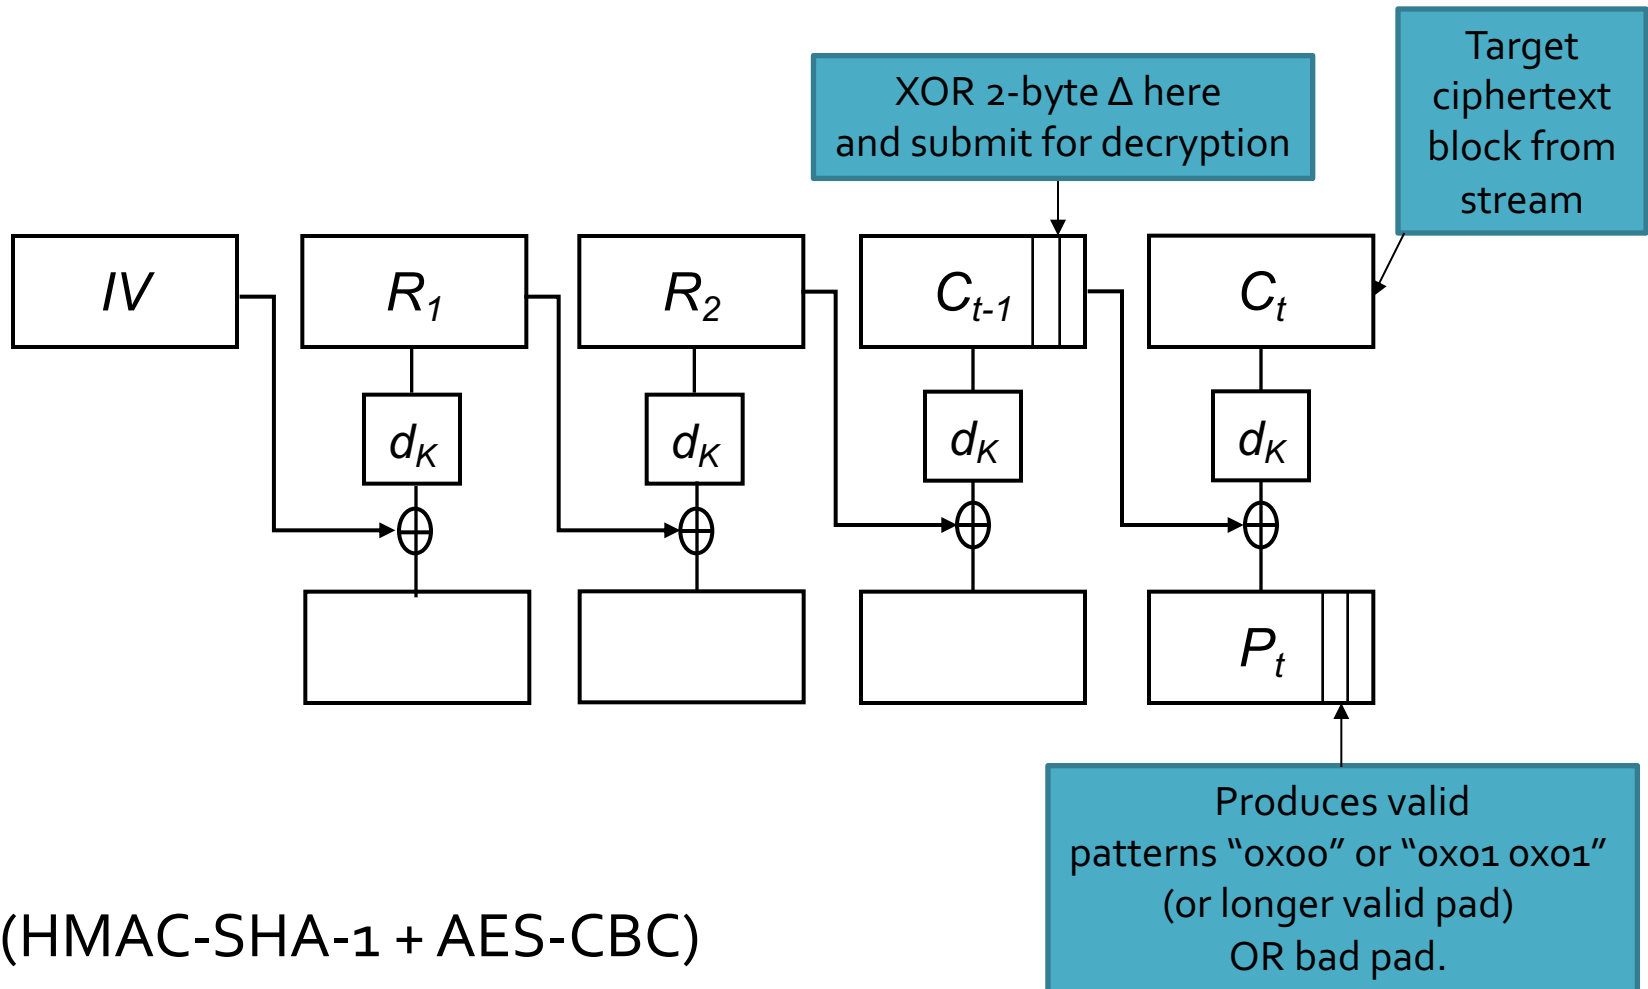 XOR 2-byte Δ here
and submit for decryption
Target
ciphertext
block from
stream
IV
R1
R2
Ct-1
Ct
dK
dK
dK
dK
Pt
Produces valid
patterns “0x00” or “0x01 0x01”
(or longer valid pad)
OR bad pad.
(HMAC-SHA-1 + AES-CBC)